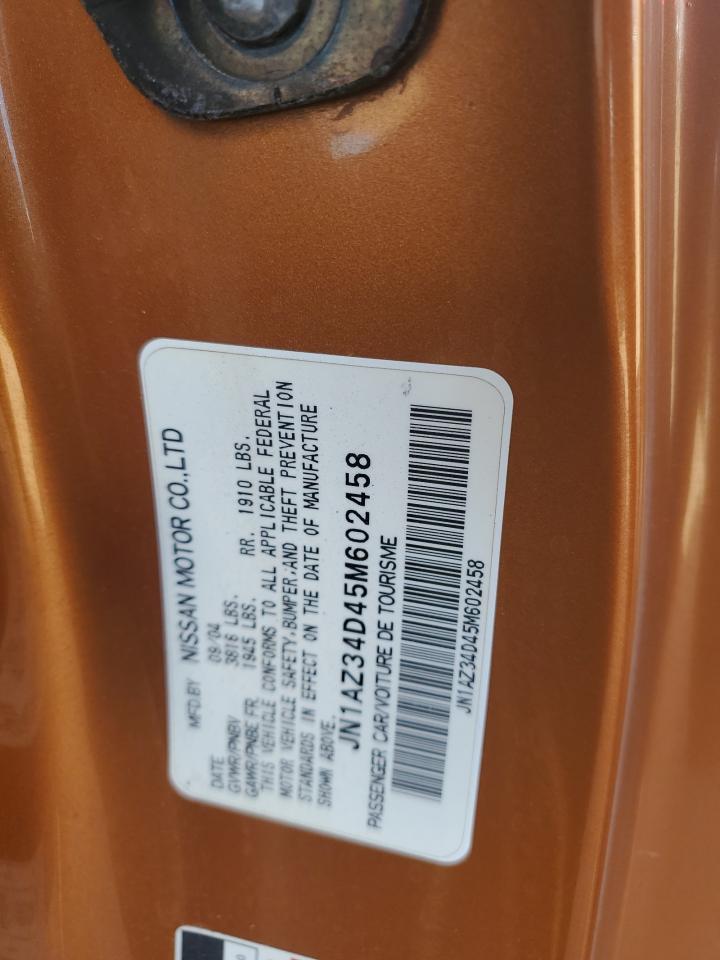 MFD.BY NISSAN MOTOR CO.,LTD
DATE 09/04
GVWR/PNBV 3816 LBS.
GAWR/PNBE FR. 1945 LBS. RR. 1910 LBS.
THIS VEHICLE CONFORMS TO ALL APPLICABLE FEDERAL
MOTOR VEHICLE SAFETY,BUMPER,AND THEFT PREVENTION
STANDARDS IN EFFECT ON THE DATE OF MANUFACTURE
SHOWN ABOVE.
JN1AZ34D45M602458
PASSENGER CAR/VOITURE DE TOURISME
JN1AZ34D45M602458